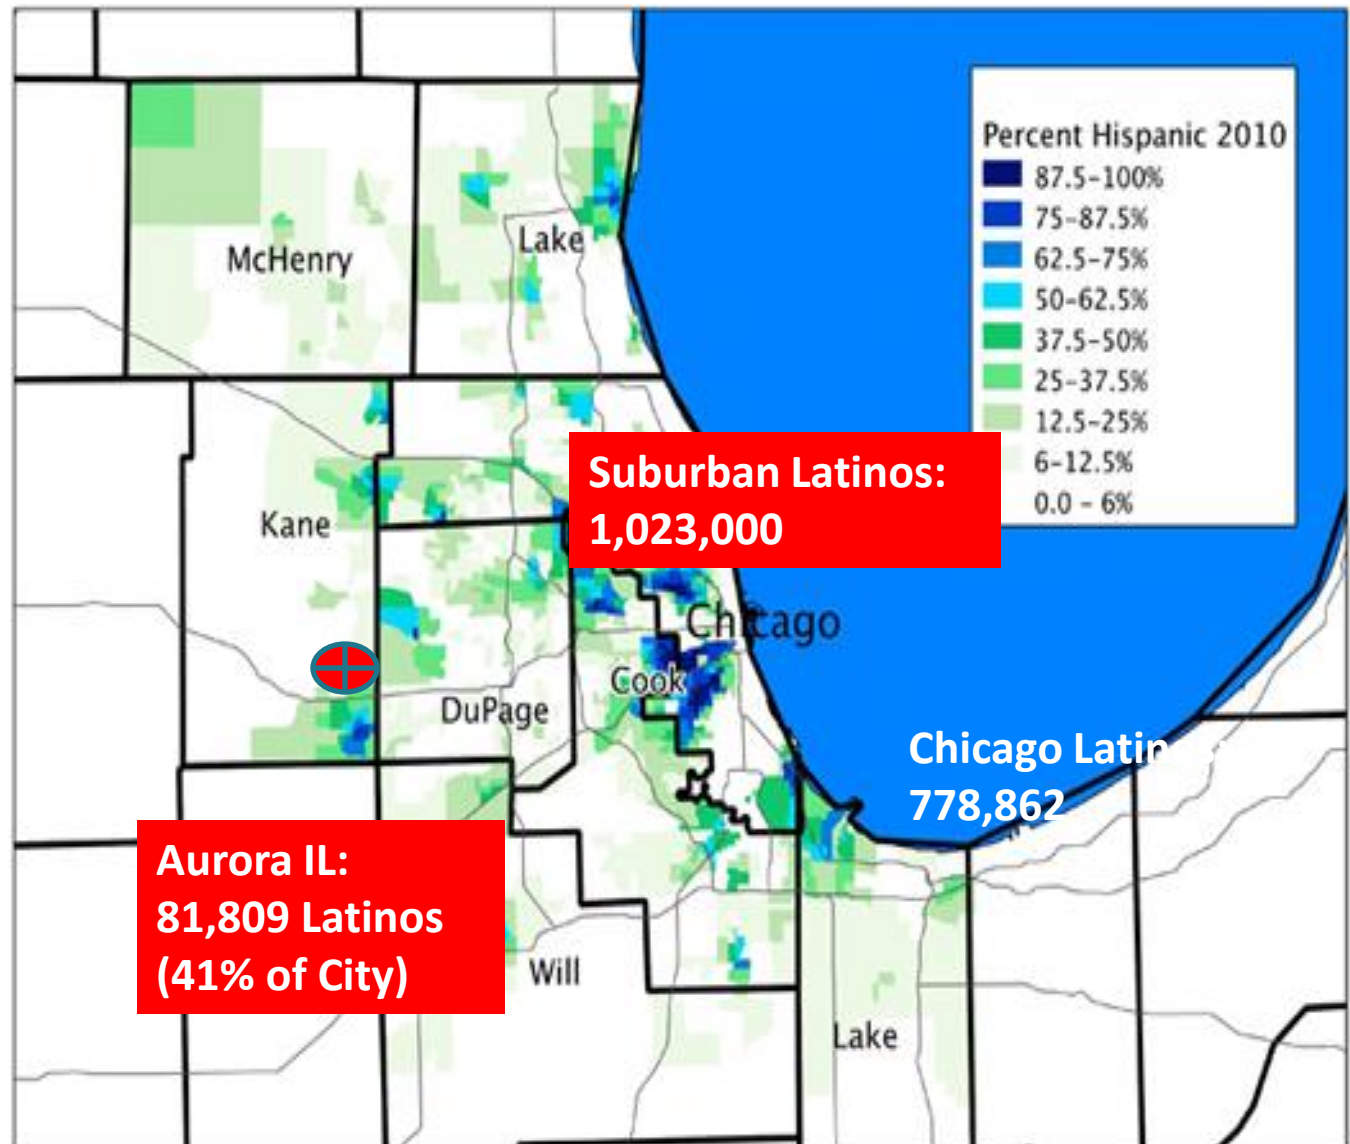 Percent Hispanic 2010
87.5-100%
75-87.5%
62.5-75%
50-62.5%
37.5-50%
25-37.5%
12.5-25%
6-12.5%
0.0 - 6%
McHenry
Lake
Suburban Latinos:
1,023,000
Kane
Chicago
Cook
DuPage
Chicago
778,862
Aurora IL:
81,809 Latinos
(41% of City)
Will
Lake